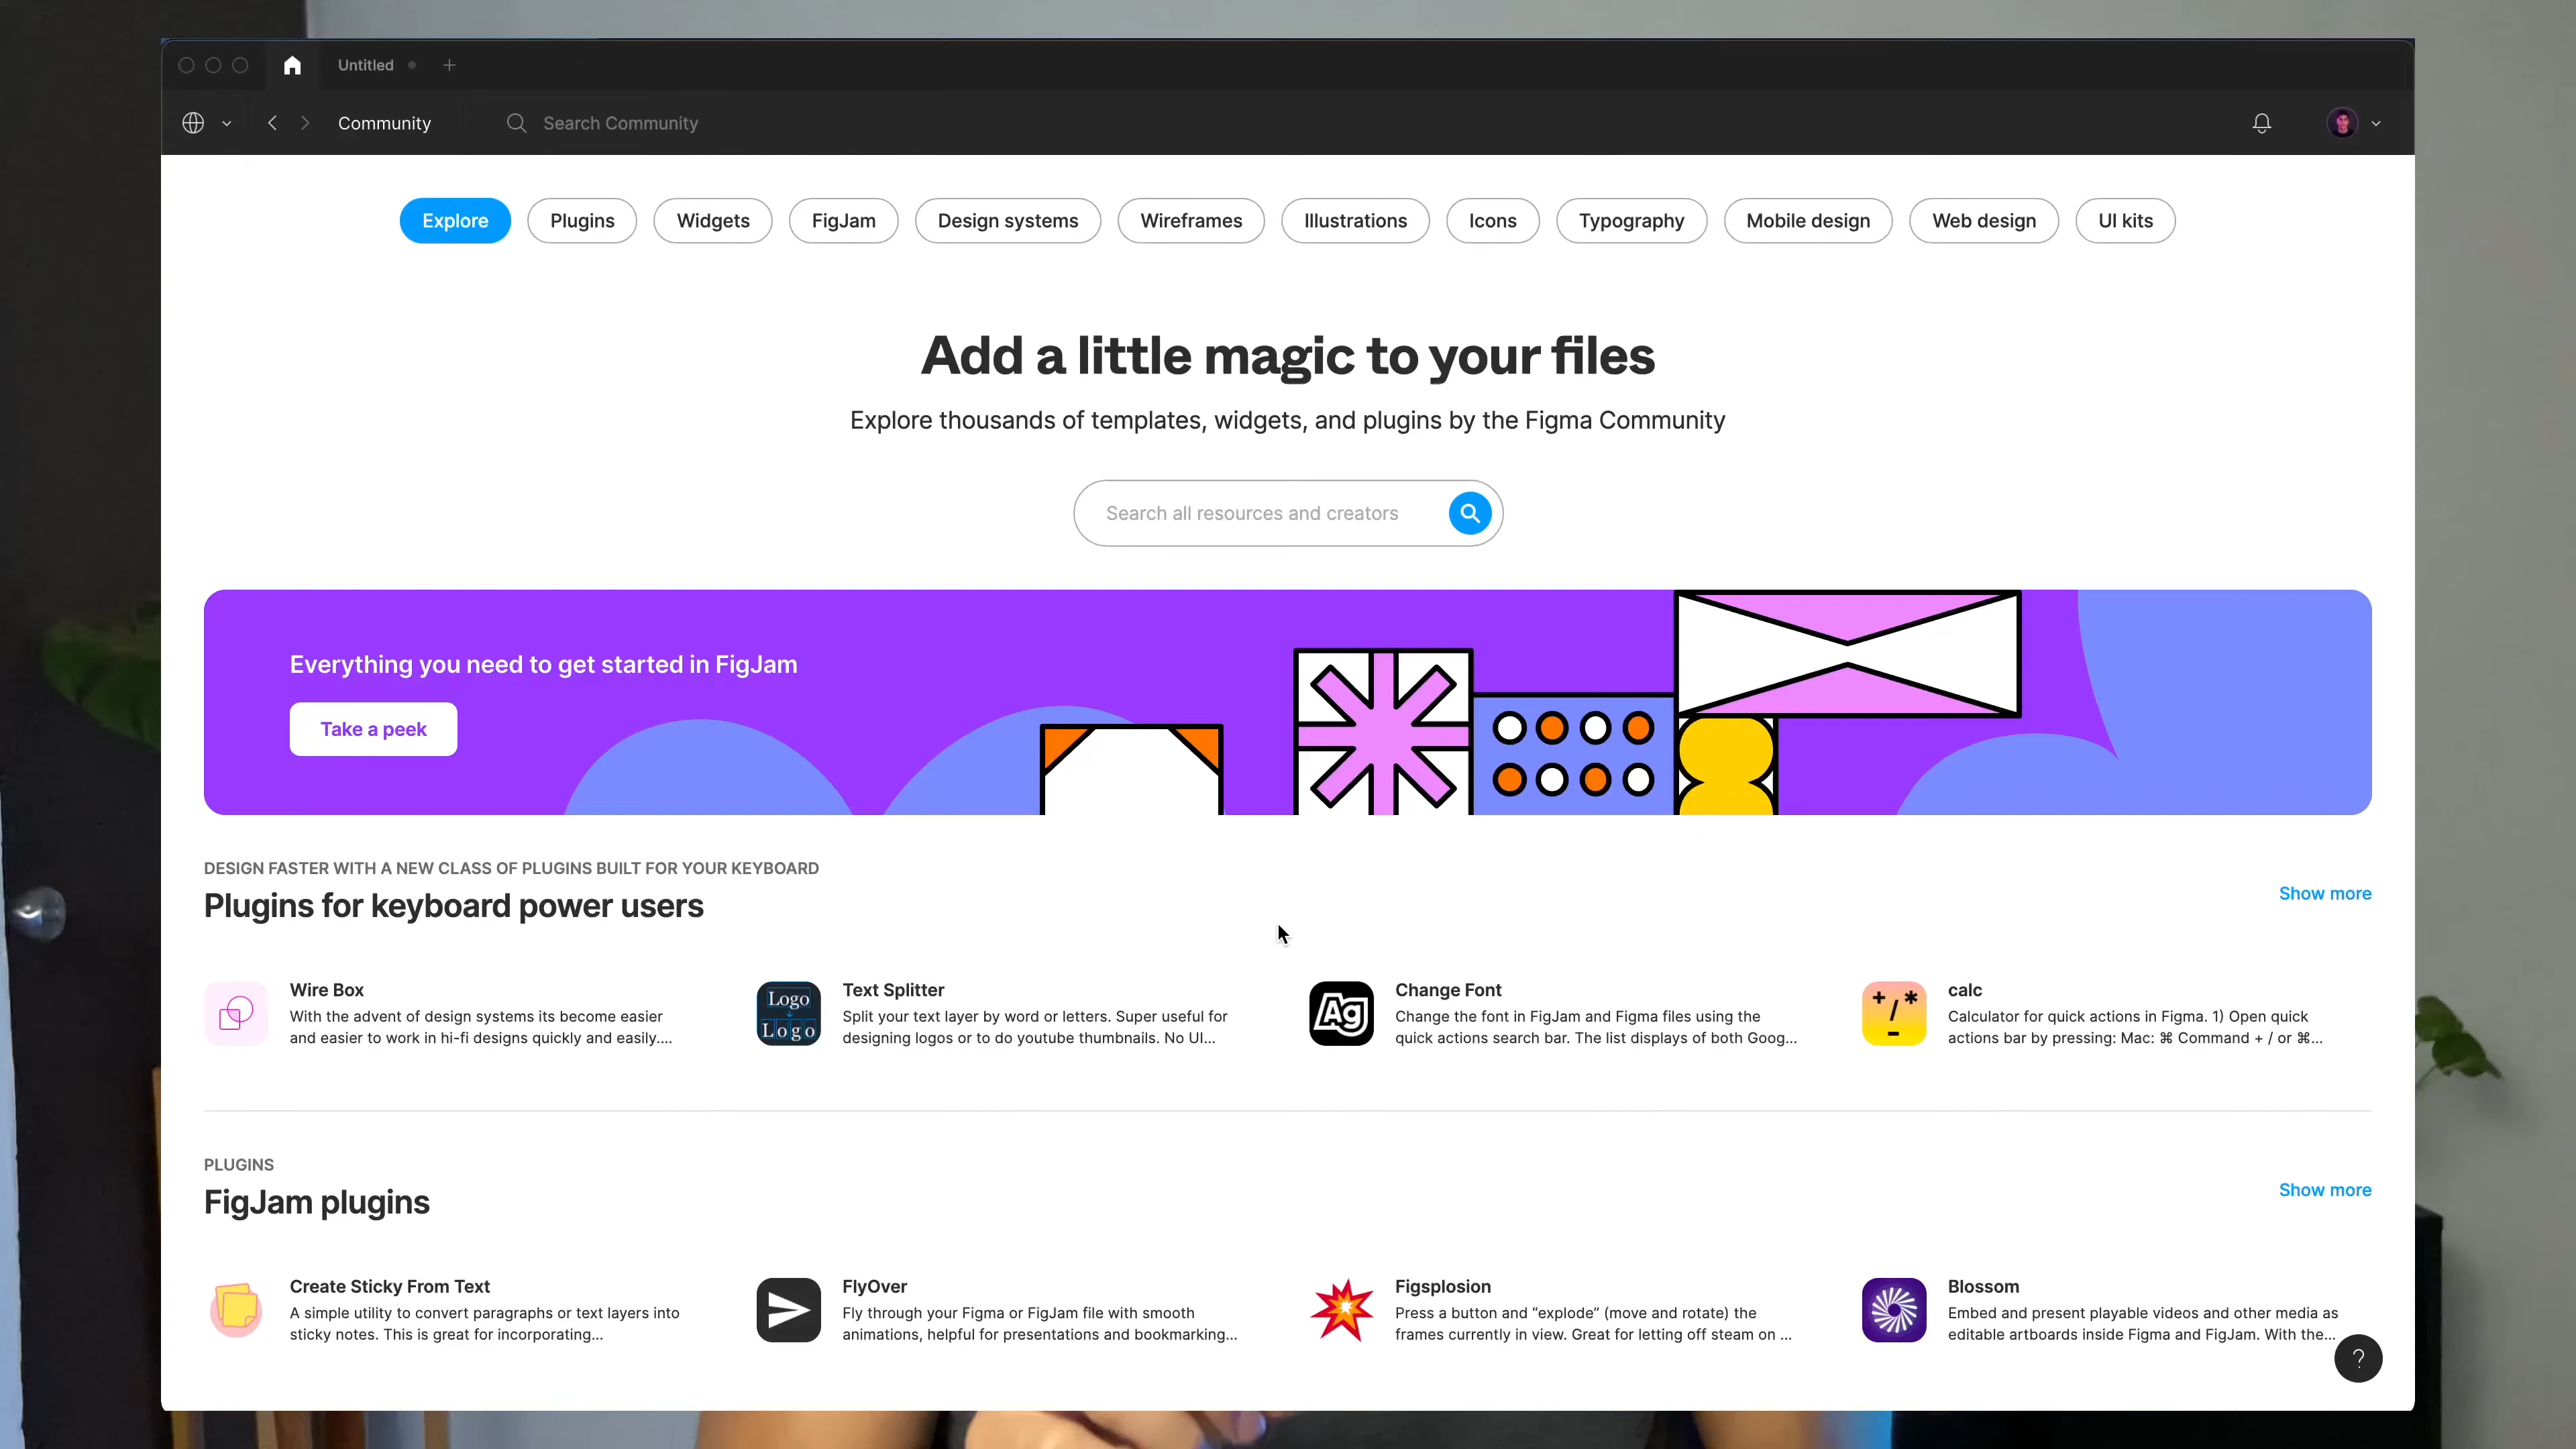 Untitled
Community
Search Community
Explore
Plugins
Widgets
FigJam
Design systems
Wireframes
Illustrations
Icons
Typography
Mobile design
Web design
UI kits
Add a little magic to your files
Explore thousands of templates, widgets, and plugins by the Figma Community
Search all resources and creators
Everything you need to get started in FigJam
Take a peek
DESIGN FASTER WITH A NEW CLASS OF PLUGINS BUILT FOR YOUR KEYBOARD
Plugins for keyboard power users
Show more
Wire Box
With the advent of design systems its become easier
and easier to work in hi-fi designs quickly and easily....
Logo
Logo
Text Splitter
Split your text layer by word or letters. Super useful for
designing logos or to do youtube thumbnails. No UI...
Ag
Change Font
Change the font in FigJam and Figma files using the
quick actions search bar. The list displays of both Goog...
+ / * -
calc
Calculator for quick actions in Figma. 1) Open quick
actions bar by pressing: Mac: ⌘ Command + / or ⌘...
PLUGINS
FigJam plugins
Show more
Create Sticky From Text
A simple utility to convert paragraphs or text layers into
sticky notes. This is great for incorporating...
FlyOver
Fly through your Figma or FigJam file with smooth
animations, helpful for presentations and bookmarking...
Figsplosion
Press a button and “explode” (move and rotate) the
frames currently in view. Great for letting off steam on ...
Blossom
Embed and present playable videos and other media as
editable artboards inside Figma and FigJam. With the...
?